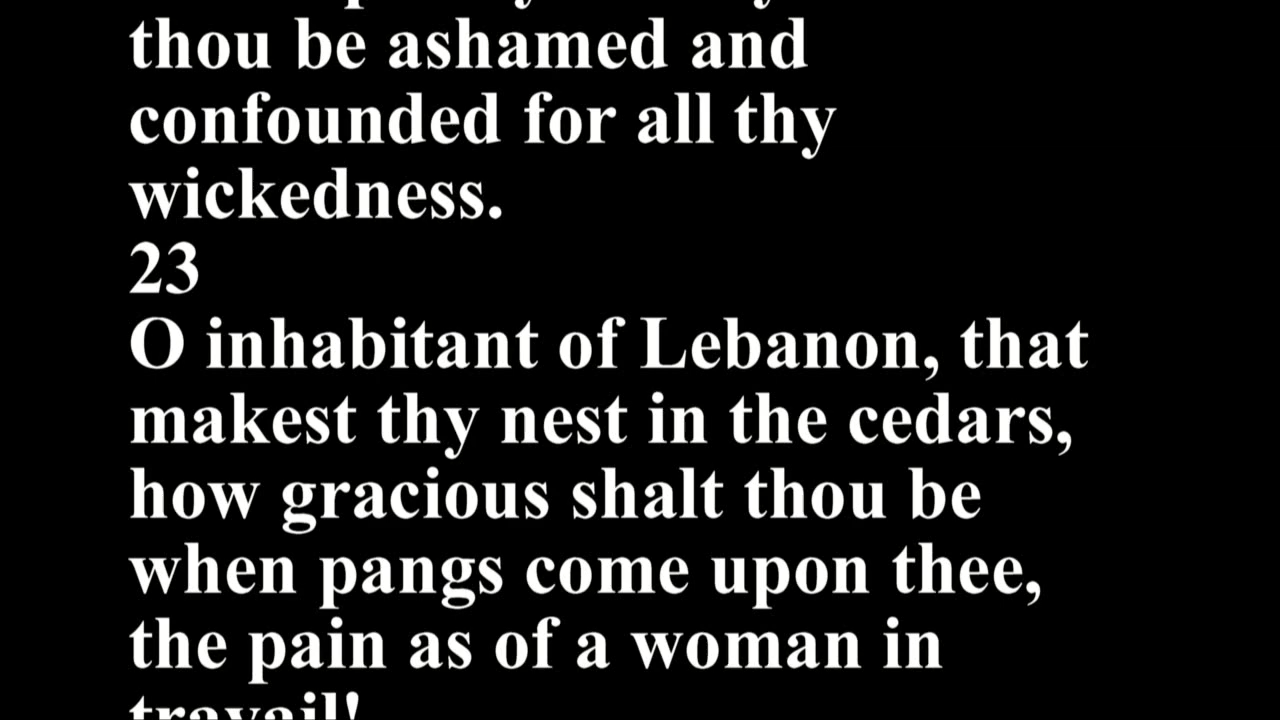 thou be ashamed and
confounded for all thy
wickedness.
23
O inhabitant of Lebanon, that
makest thy nest in the cedars,
how gracious shalt thou be
when pangs come upon thee,
the pain as of a woman in
travail!